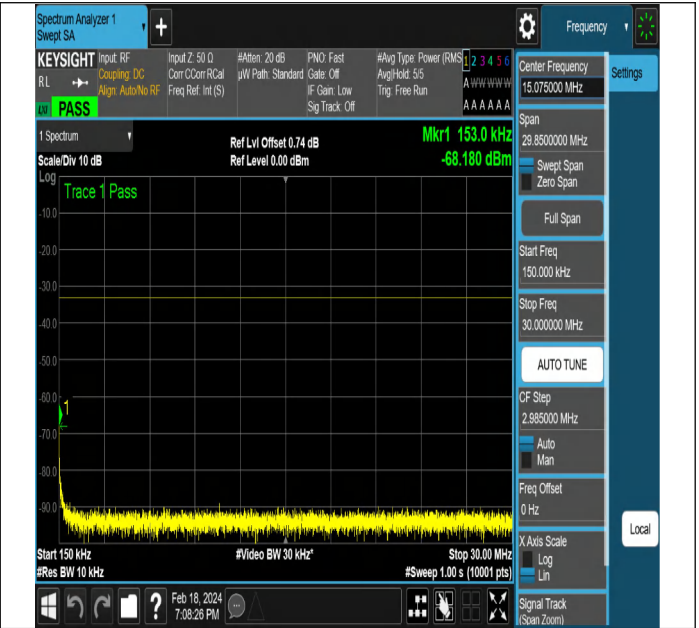 Spectrum Analyzer 1
Swept SA
+
Frequency
KEYSIGHT
Input: RF
Coupling: DC
Align: Auto/No RF
Input Z: 50 Ω
Corr CCorr RCal
Freq Ref: Int (S)
#Atten: 20 dB
µW Path: Standard
PNO: Fast
Gate: Off
IF Gain: Low
Sig Track: Off
#Avg Type: Power (RMS
Avg|Hold: 5/5
Trig: Free Run
1 2 3 4 5 6
A W W W W W
A A A A A A
R L
LXI
PASS
1 Spectrum
Scale/Div 10 dB
Ref Lvl Offset 0.74 dB
Ref Level 0.00 dBm
Mkr1 153.0 kHz
-68.180 dBm
Log
Trace 1 Pass
-10.0
-20.0
-30.0
-40.0
-50.0
-60.0
1
-70.0
-80.0
-90.0
Start 150 kHz
#Video BW 30 kHz*
Stop 30.00 MHz
#Res BW 10 kHz
#Sweep 1.00 s (10001 pts)
?
Feb 18, 2024
7:08:26 PM
Center Frequency
15.075000 MHz
Settings
Span
29.8500000 MHz
Swept Span
Zero Span
Full Span
Start Freq
150.000 kHz
Stop Freq
30.000000 MHz
AUTO TUNE
CF Step
2.985000 MHz
Auto
Man
Freq Offset
0 Hz
X Axis Scale
Log
Lin
Local
Signal Track
(Span Zoom)